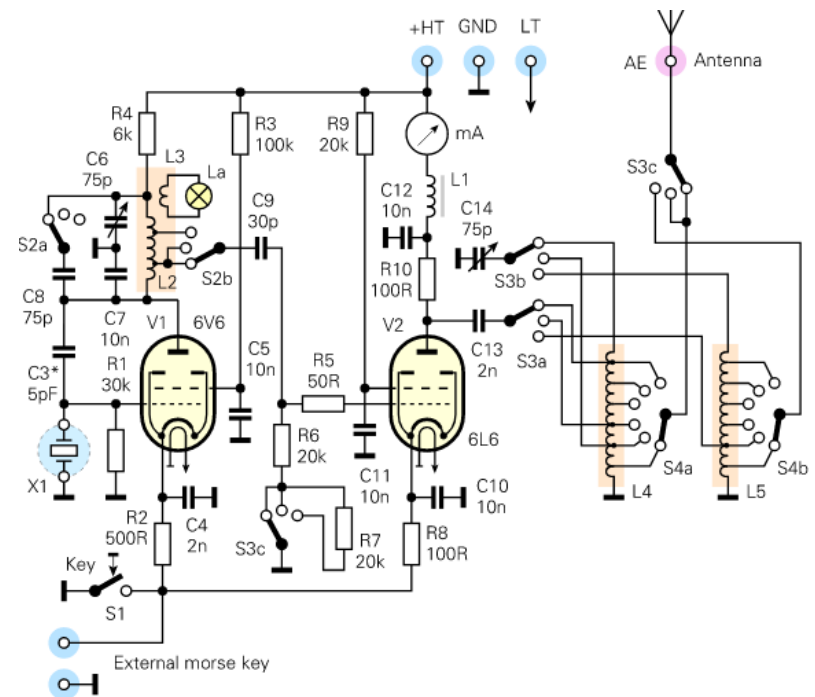 +HT GND LT
AE Antenna
R4
6k
R3
100k
R9
20k
mA
L3
La
C6
75p
C9
30p
C12
10n
L1
C14
75p
S3c
S2a
S2b
L2
R10
100R
S3b
C8
75p
C7
10n
V1 6V6
V2
C13
2n
S3a
C3*
5pF
R1
30k
C5
10n
R5
50R
6L6
X1
R6
20k
C11
10n
C10
10n
S4a
S4b
L4
L5
R2
500R
C4
2n
S3c
R7
20k
R8
100R
Key
S1
External morse key